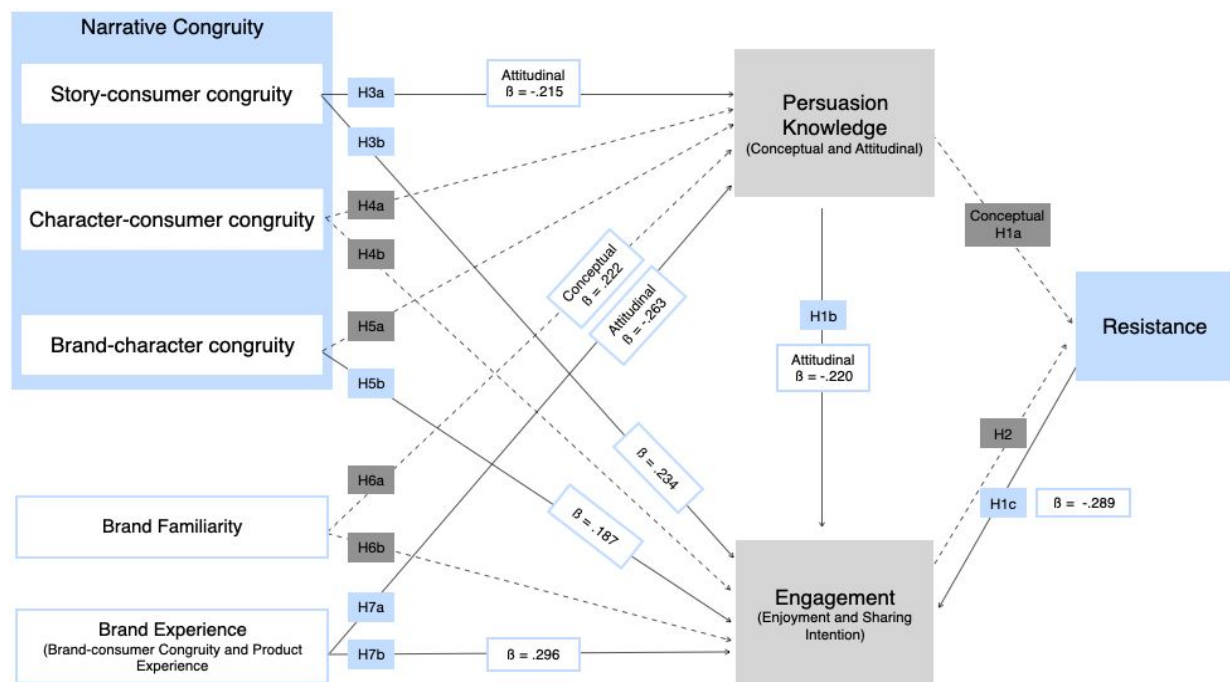 Narrative Congruity
Story-consumer congruity
Character-consumer congruity
Brand-character congruity
Brand Familiarity
Brand Experience
(Brand-consumer Congruity and Product
Experience
H3a
H3b
H4a
H4b
H5a
H5b
H6a
H6b
H7a
H7b
Attitudinal
ß = -.215
Conceptual
ß = .222
Attitudinal
ß = -.263
ß = .234
ß = .187
ß = .296
Persuasion
Knowledge
(Conceptual and Attitudinal)
H1b
Attitudinal
ß = -.220
Engagement
(Enjoyment and Sharing
Intention)
Conceptual
H1a
H2
H1c
ß = -.289
Resistance